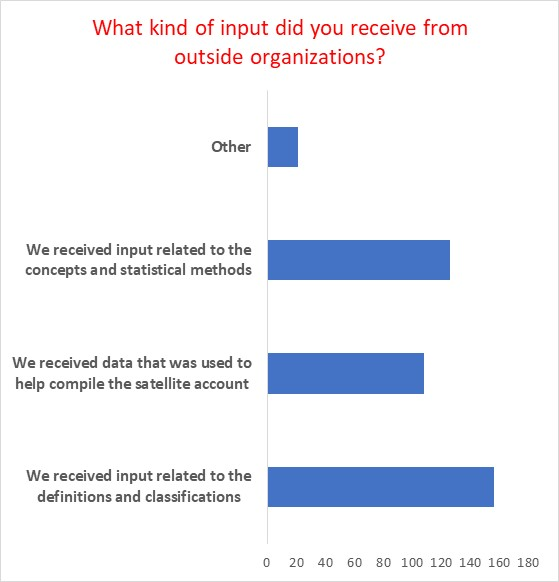 What kind of input did you receive from
outside organizations?
Other
We received input related to the
concepts and statistical methods
We received data that was used to
help compile the satellite account
We received input related to the
definitions and classifications
0 20 40 60 80 100 120 140 160 180